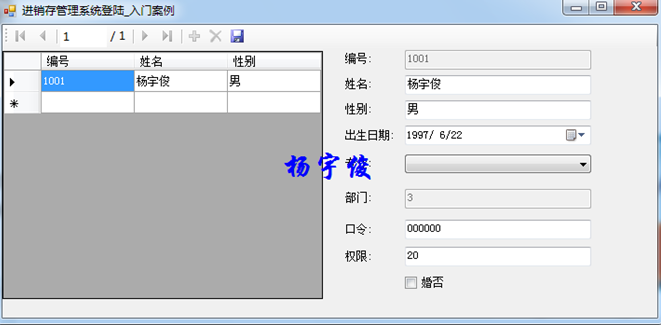 进销存管理系统登陆_入门案例
1 / 1
编号 姓名 性别
1001 杨宇俊 男
编号: 1001
姓名: 杨宇俊
性别: 男
出生日期: 1997/ 6/22
杨宇俊
部门: 3
口令: 000000
权限: 20
婚否